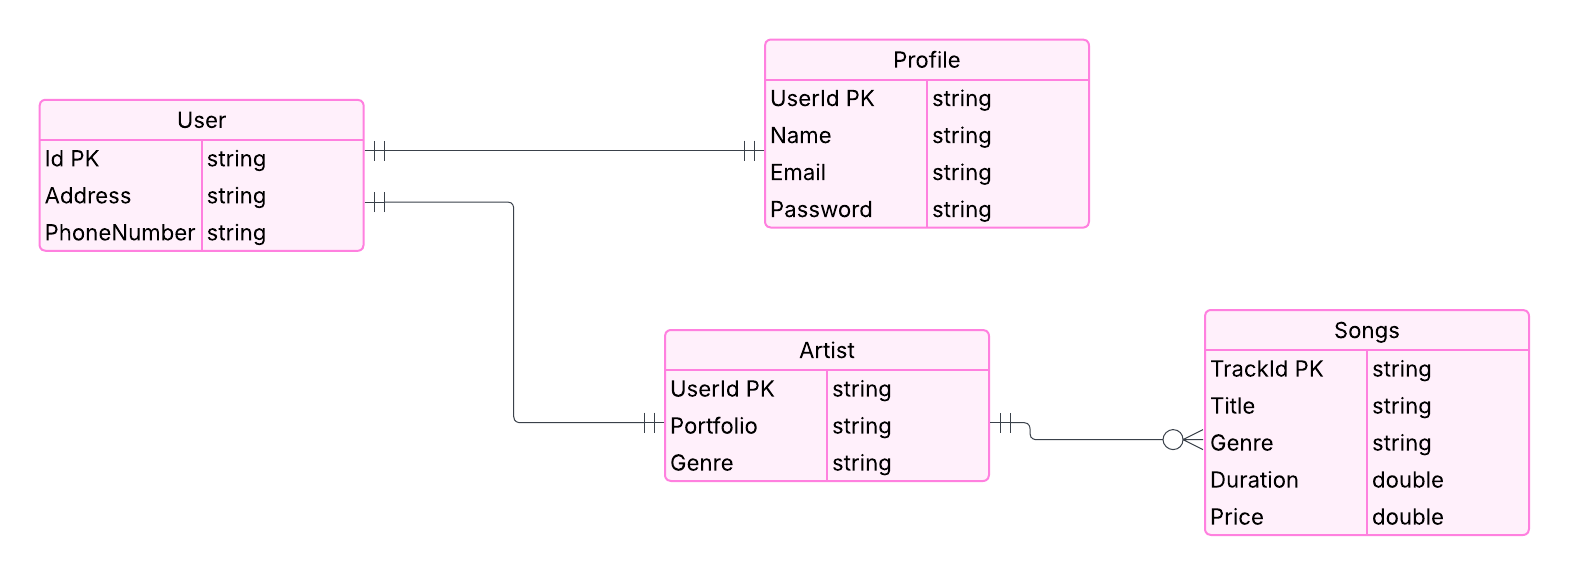 User
Id PK string
Address string
PhoneNumber string
Profile
UserId PK string
Name string
Email string
Password string
Artist
UserId PK string
Portfolio string
Genre string
Songs
TrackId PK string
Title string
Genre string
Duration double
Price double